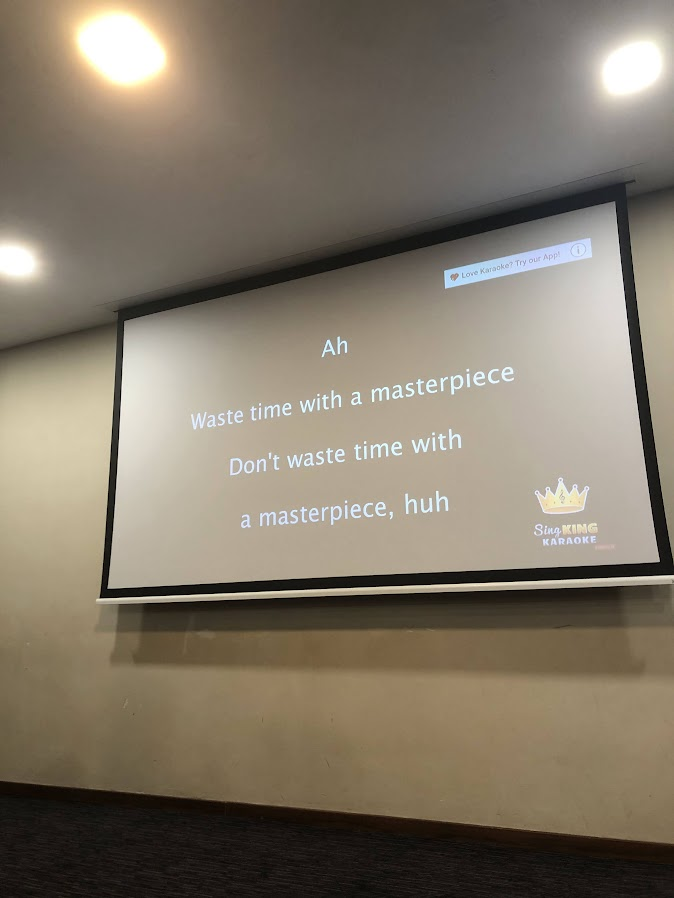 Love Karaoke? Try our App!
Ah
Waste time with a masterpiece
Don't waste time with
a masterpiece, huh
Sing KING
KARAOKE